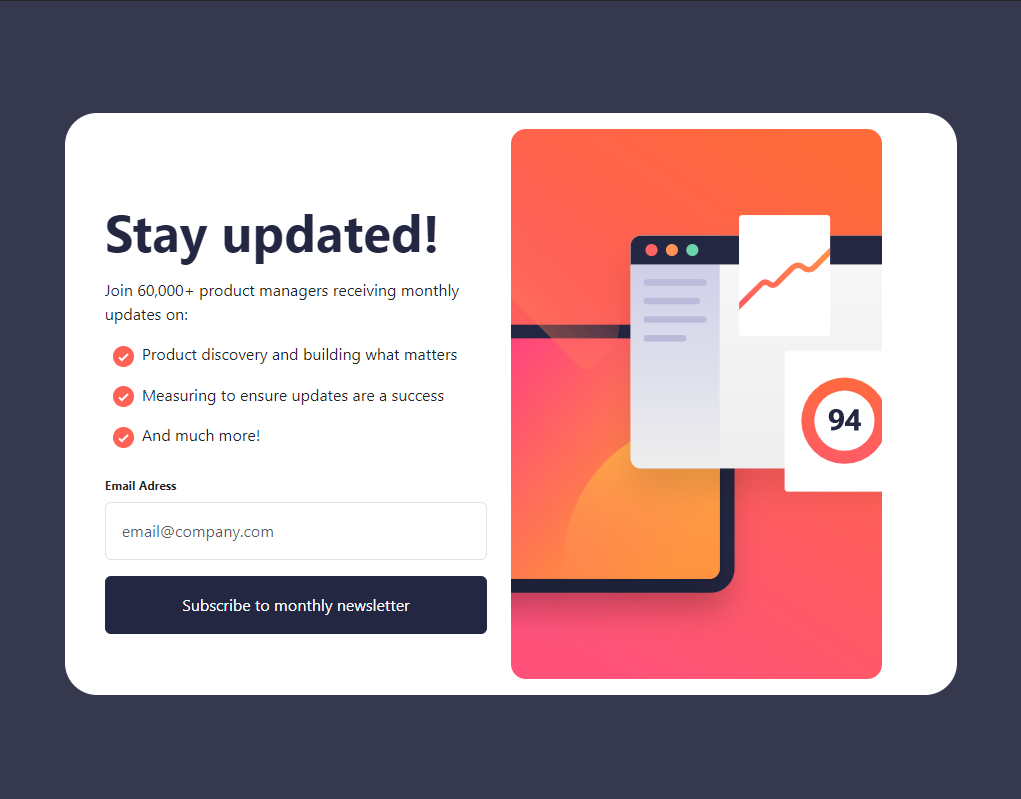 Stay updated!
Join 60,000+ product managers receiving monthly
updates on:
Product discovery and building what matters
Measuring to ensure updates are a success
And much more!
Email Adress
email@company.com
Subscribe to monthly newsletter
94